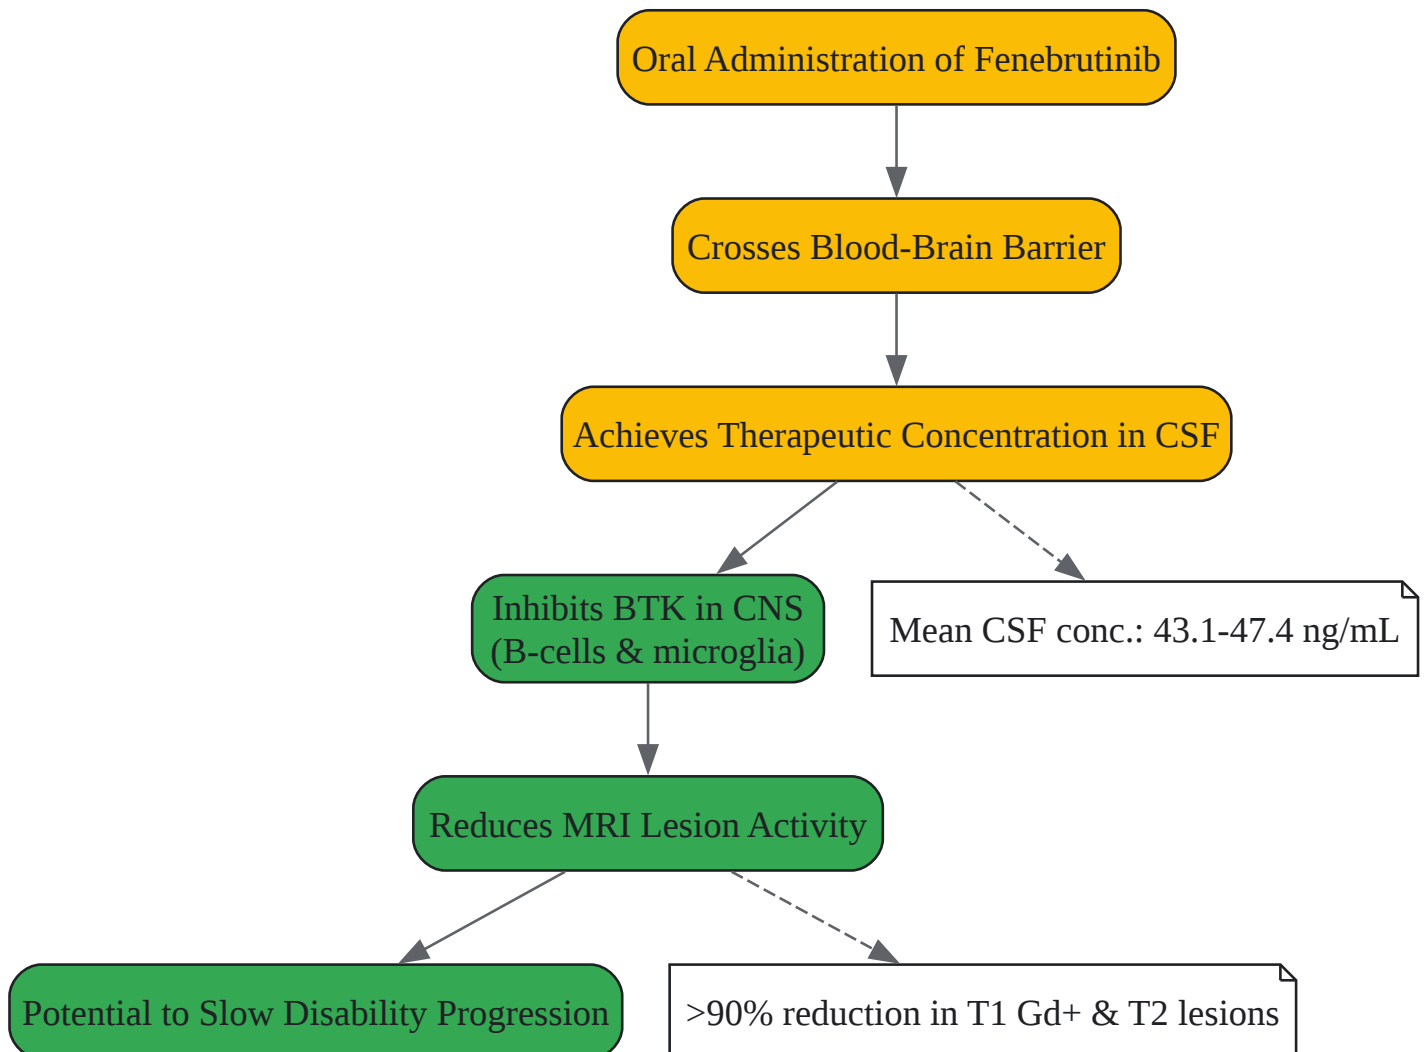 Oral Administration of Fenebrutinib
Crosses Blood-Brain Barrier
Achieves Therapeutic Concentration in CSF
Inhibits BTK in CNS
(B-cells & microglia)
Mean CSF conc.: 43.1-47.4 ng/mL
Reduces MRI Lesion Activity
Potential to Slow Disability Progression
>90% reduction in T1 Gd+ & T2 lesions